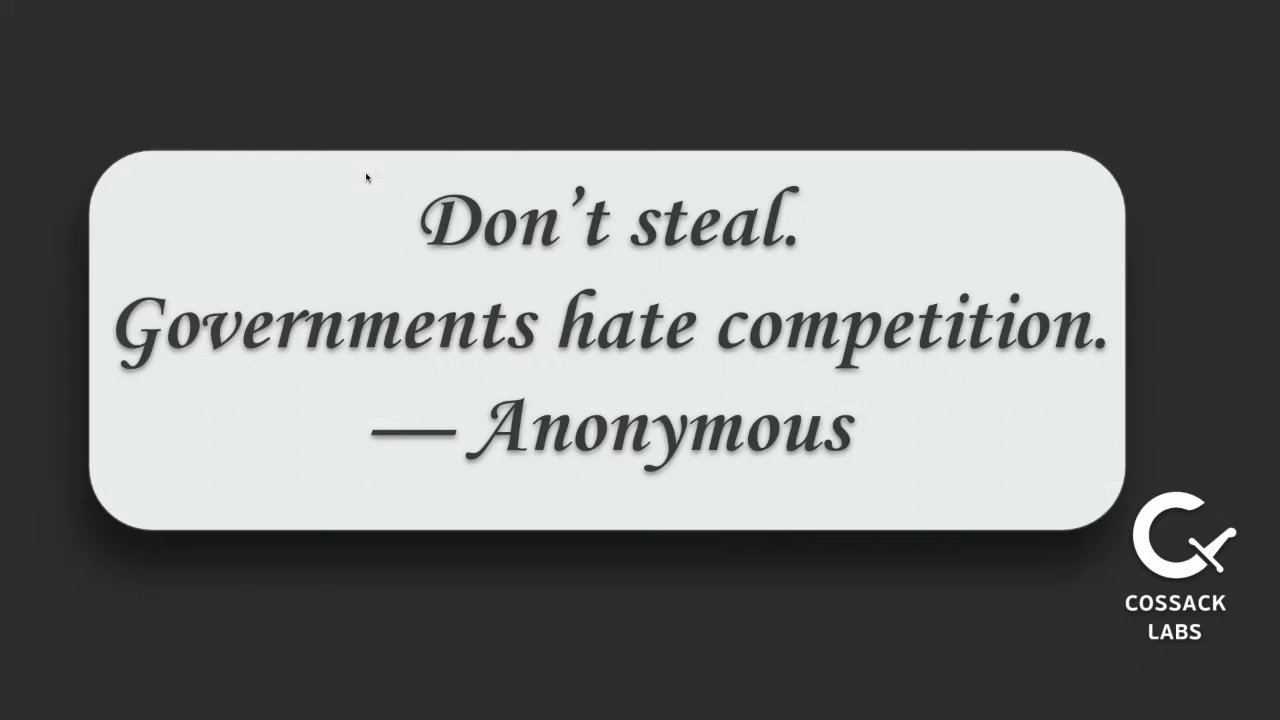 Don’t steal.
Governments hate competition.
— Anonymous
COSSACK
LABS